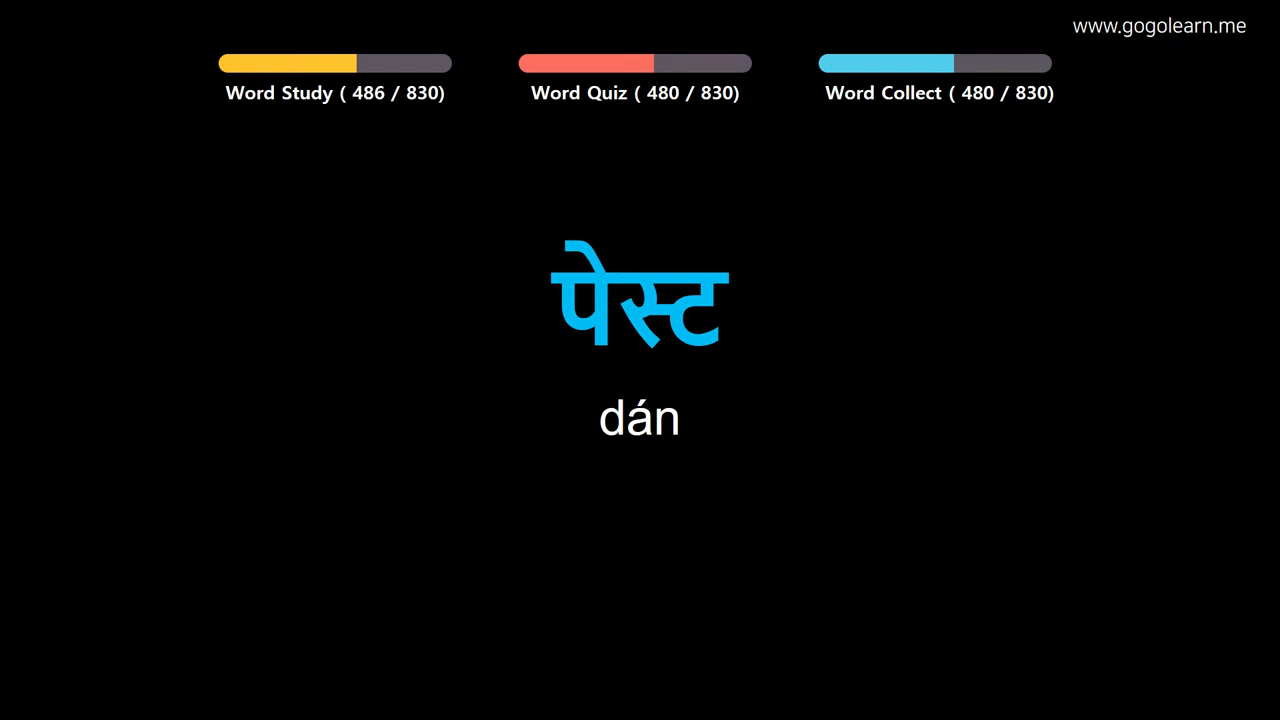 www.gogolearn.me
Word Study ( 486 / 830)
Word Quiz ( 480 / 830)
Word Collect ( 480 / 830)
पेस्ट
dán